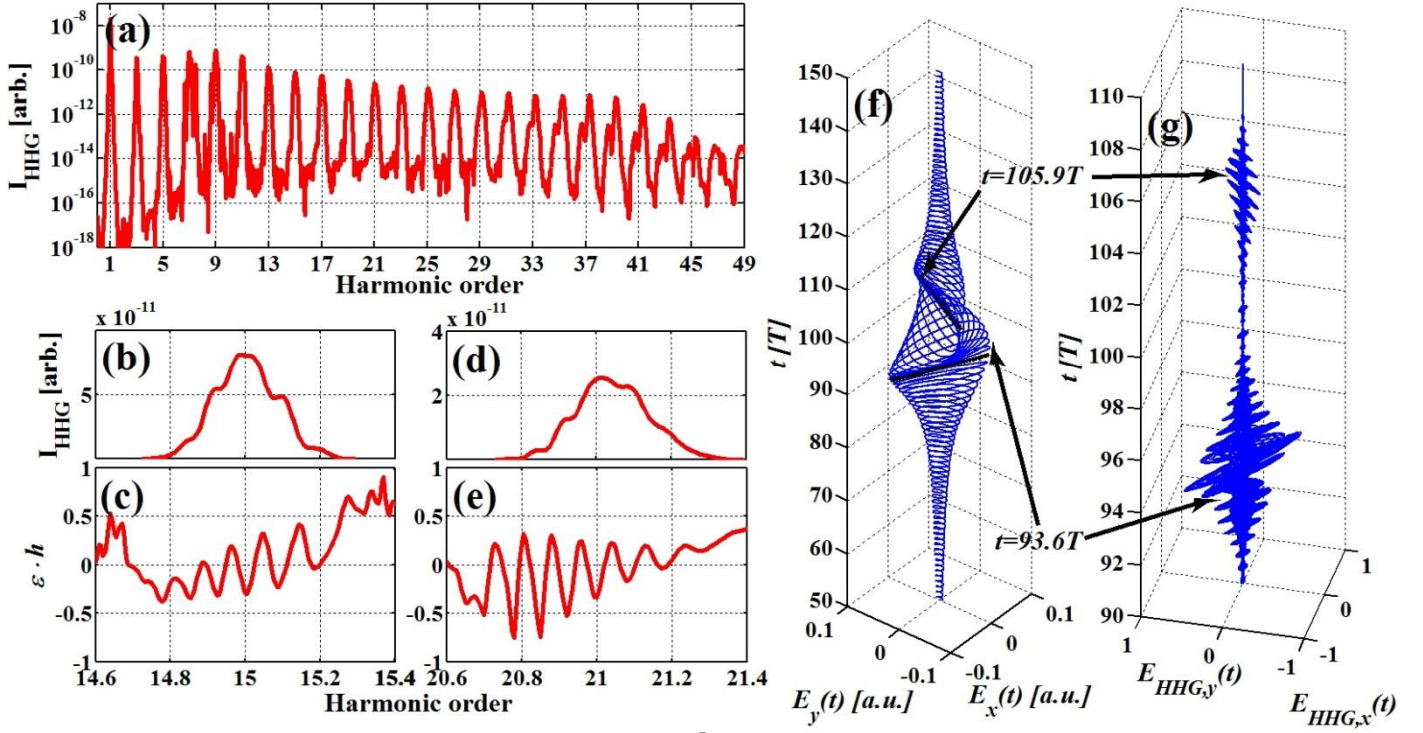 (a)
I_HHG [arb.]
10^-8
10^-10
10^-12
10^-14
10^-16
10^-18
1 5 9 13 17 21 25 29 33 37 41 45 49
Harmonic order
x 10^-11
(b)
I_HHG [arb.]
5
(c)
ε · h
1
0.5
0
-0.5
-1
14.6 14.8 15 15.2 15.4
x 10^-11
(d)
4
2
(e)
1
0.5
0
-0.5
-1
20.6 20.8 21 21.2 21.4
Harmonic order
(f)
t [T]
150
140
130
120
110
100
90
80
70
60
50
0.1 0 -0.1
E_y(t) [a.u.]
-0.1 0 0.1
E_x(t) [a.u.]
t=105.9T
t=93.6T
(g)
t [T]
110
108
106
104
102
100
98
96
94
92
90
1 0 -1
E_HHG,y(t)
-1 0 1
E_HHG,x(t)